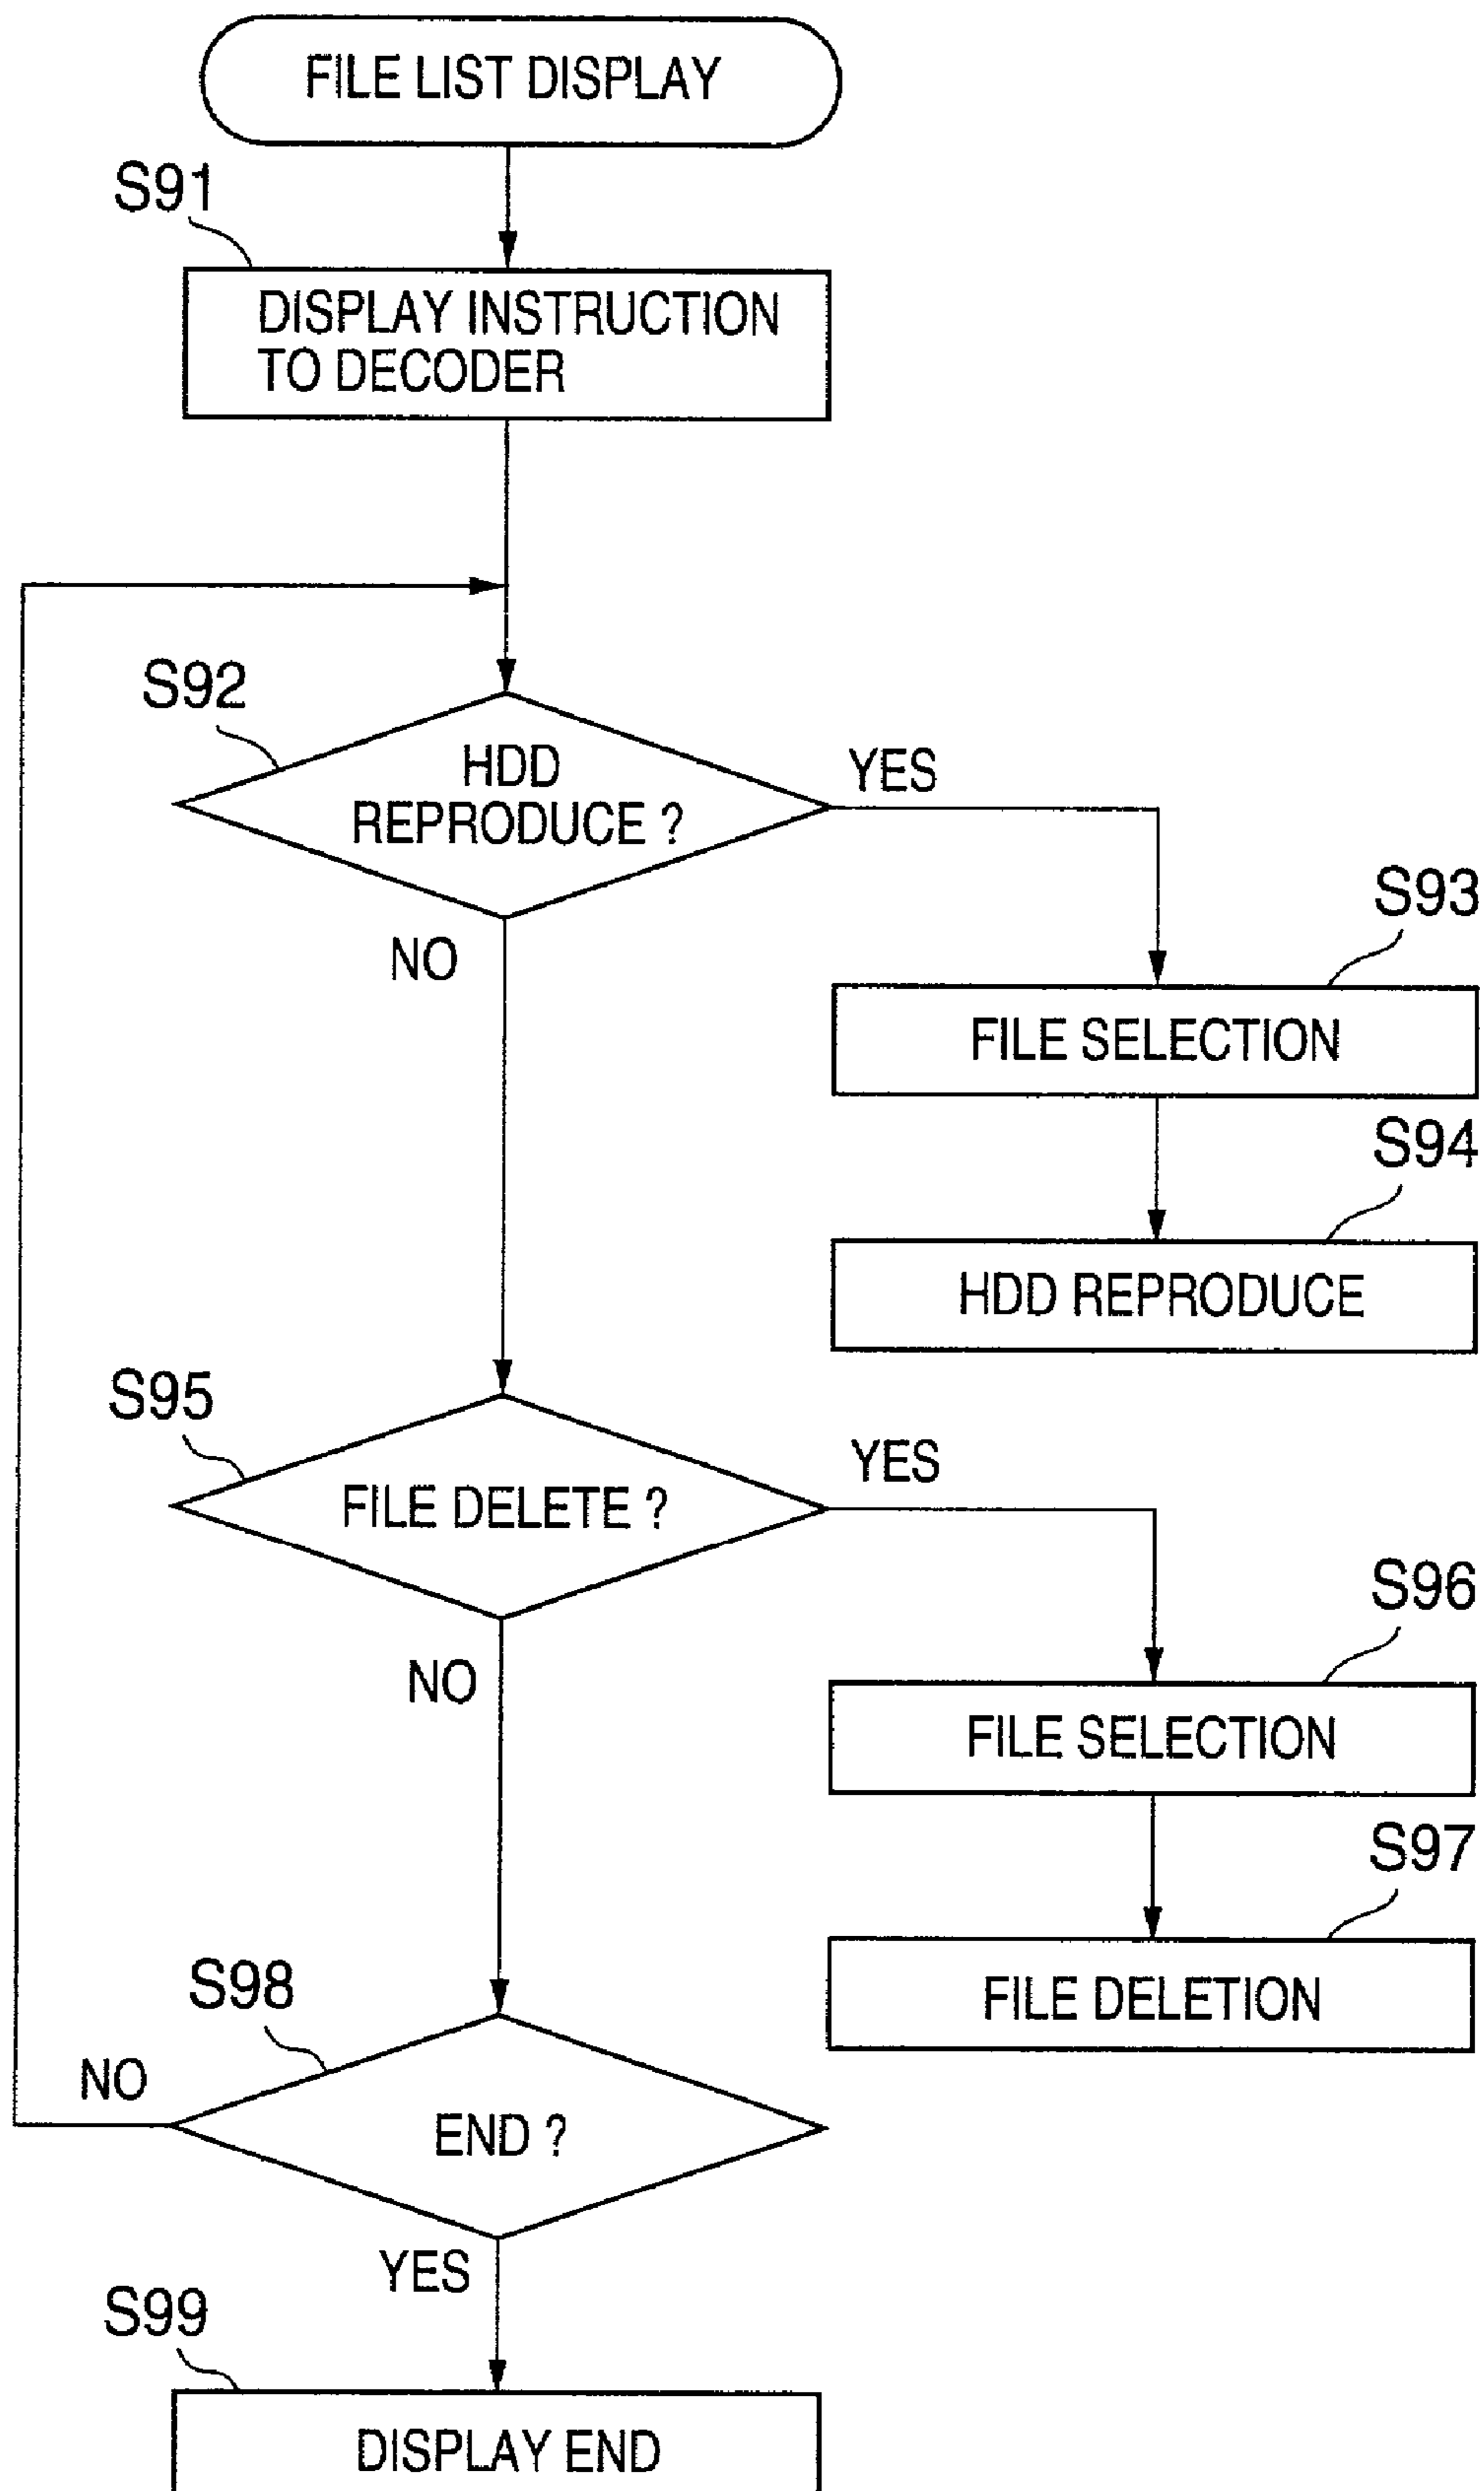 FILE LIST DISPLAY
S91
DISPLAY INSTRUCTION
TO DECODER
S92
HDD
REPRODUCE ?
YES
NO
S93
FILE SELECTION
S94
HDD REPRODUCE
S95
FILE DELETE ?
YES
NO
S96
FILE SELECTION
S97
FILE DELETION
S98
NO
END ?
YES
S99
DISPLAY END